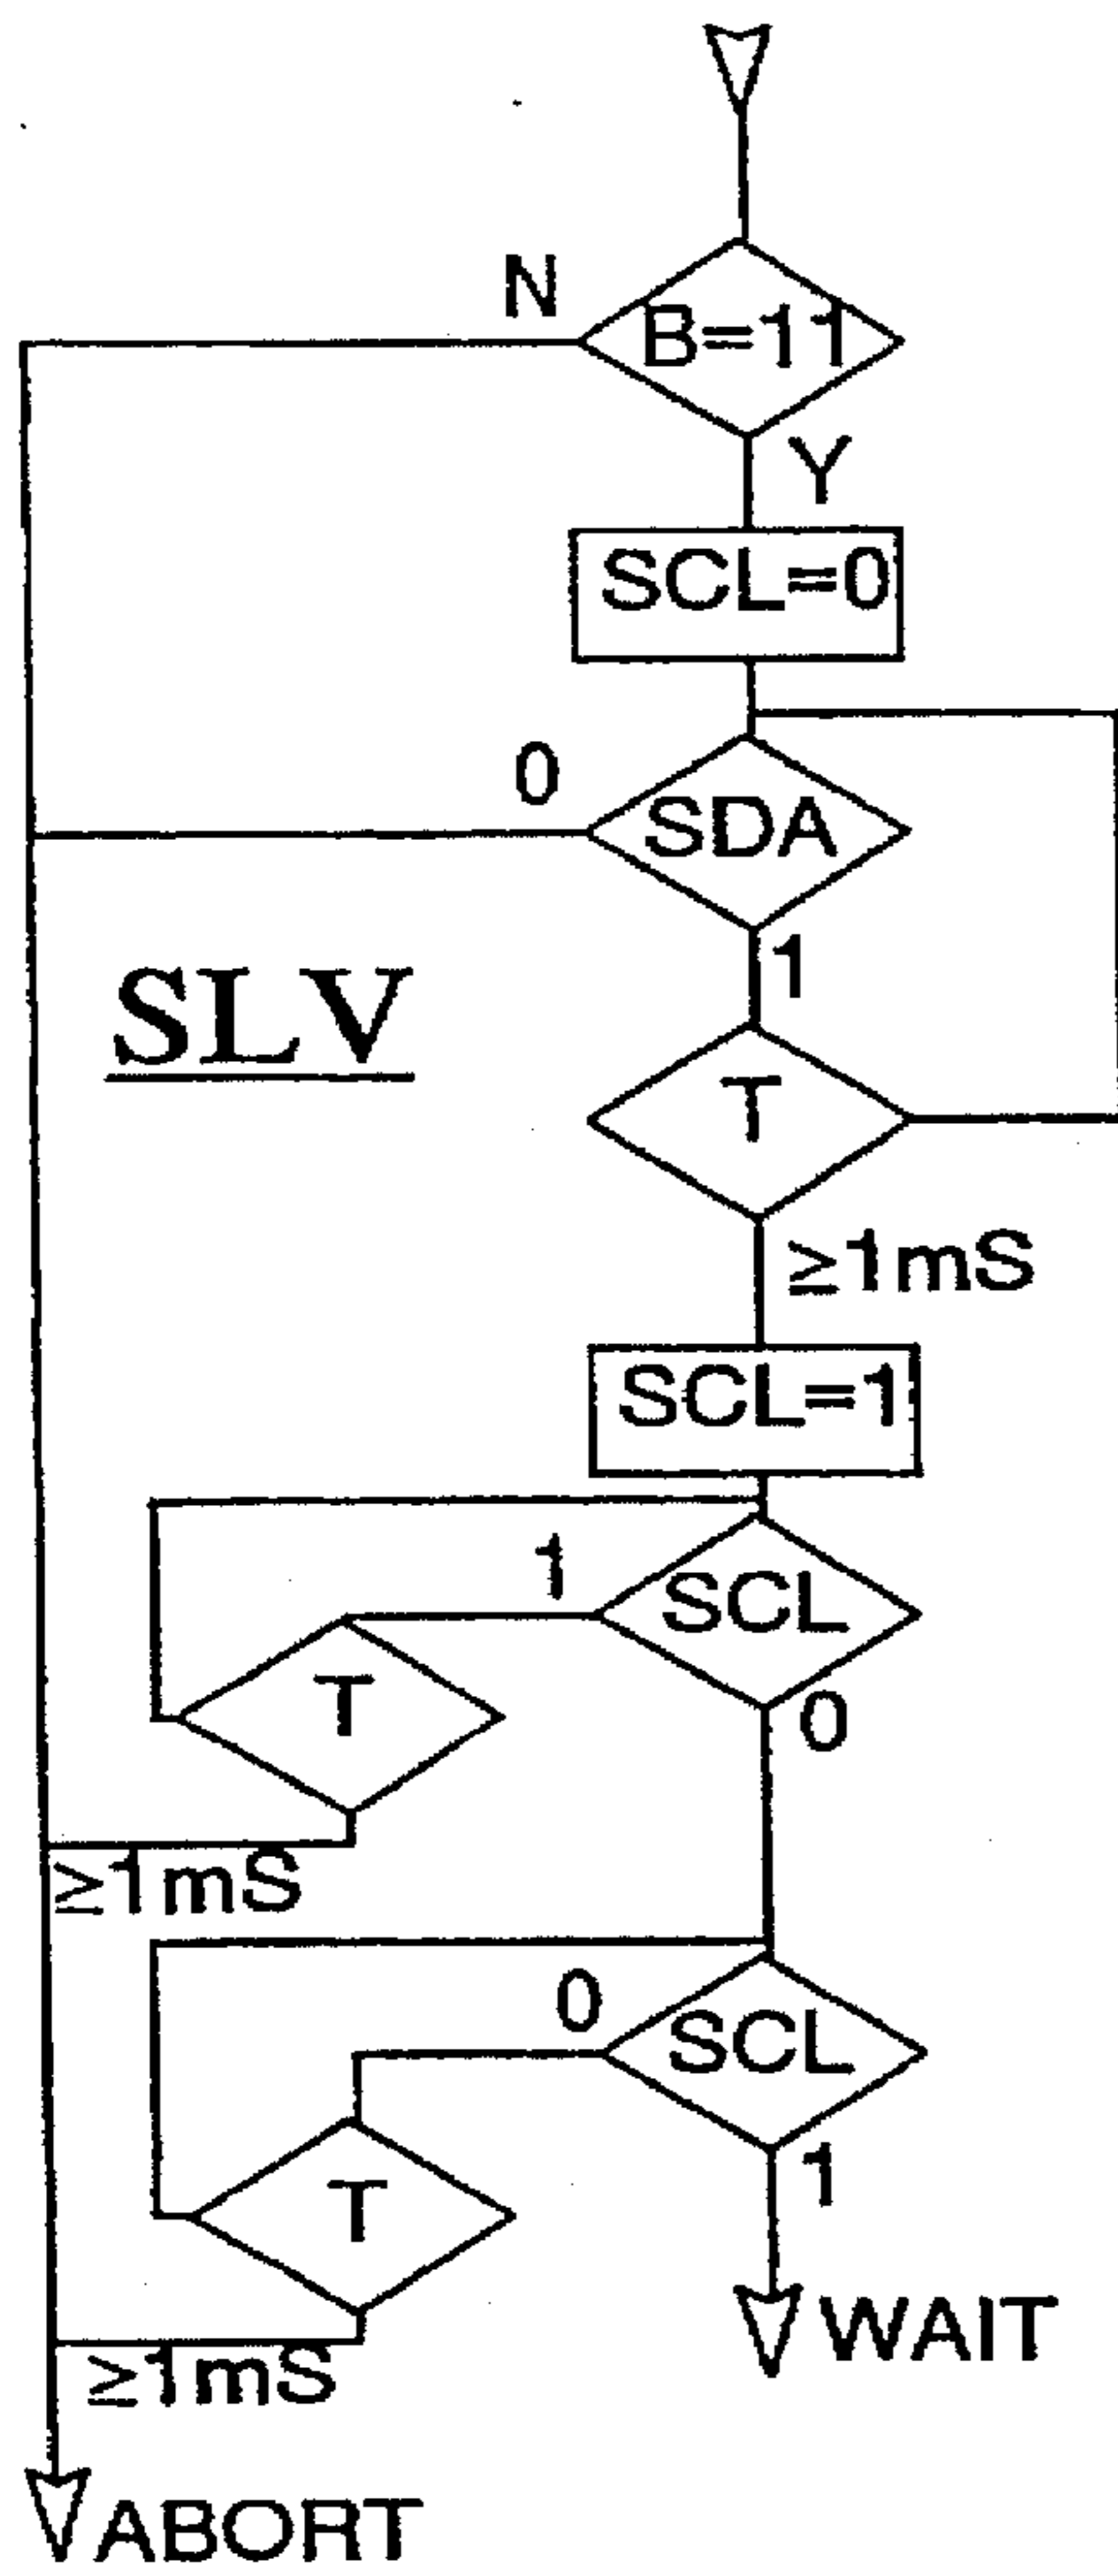 N
B=11
Y
SCL=0
0
SDA
1
SLV
T
≥1mS
SCL=1
1
SCL
T
0
≥1mS
0
SCL
T
1
WAIT
≥1mS
ABORT